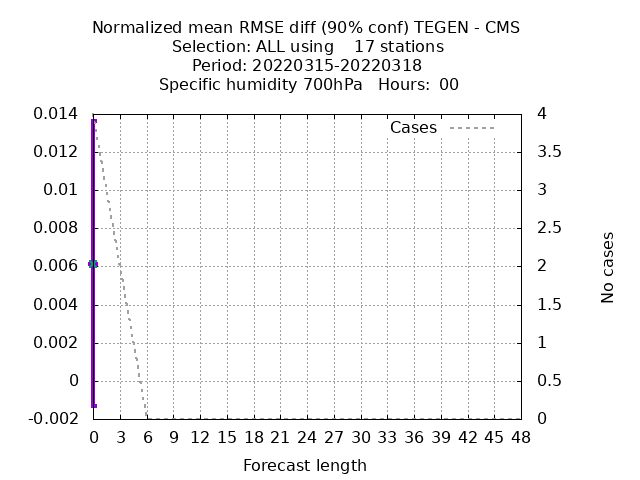 Normalized mean RMSE diff (90% conf) TEGEN - CMS
Selection: ALL using    17 stations
Period: 20220315-20220318
Specific humidity 700hPa   Hours:  00
Cases
0.014
0.012
0.01
0.008
0.006
0.004
0.002
0
-0.002
4
3.5
3
2.5
2
1.5
1
0.5
0
No cases
0 3 6 9 12 15 18 21 24 27 30 33 36 39 42 45 48
Forecast length